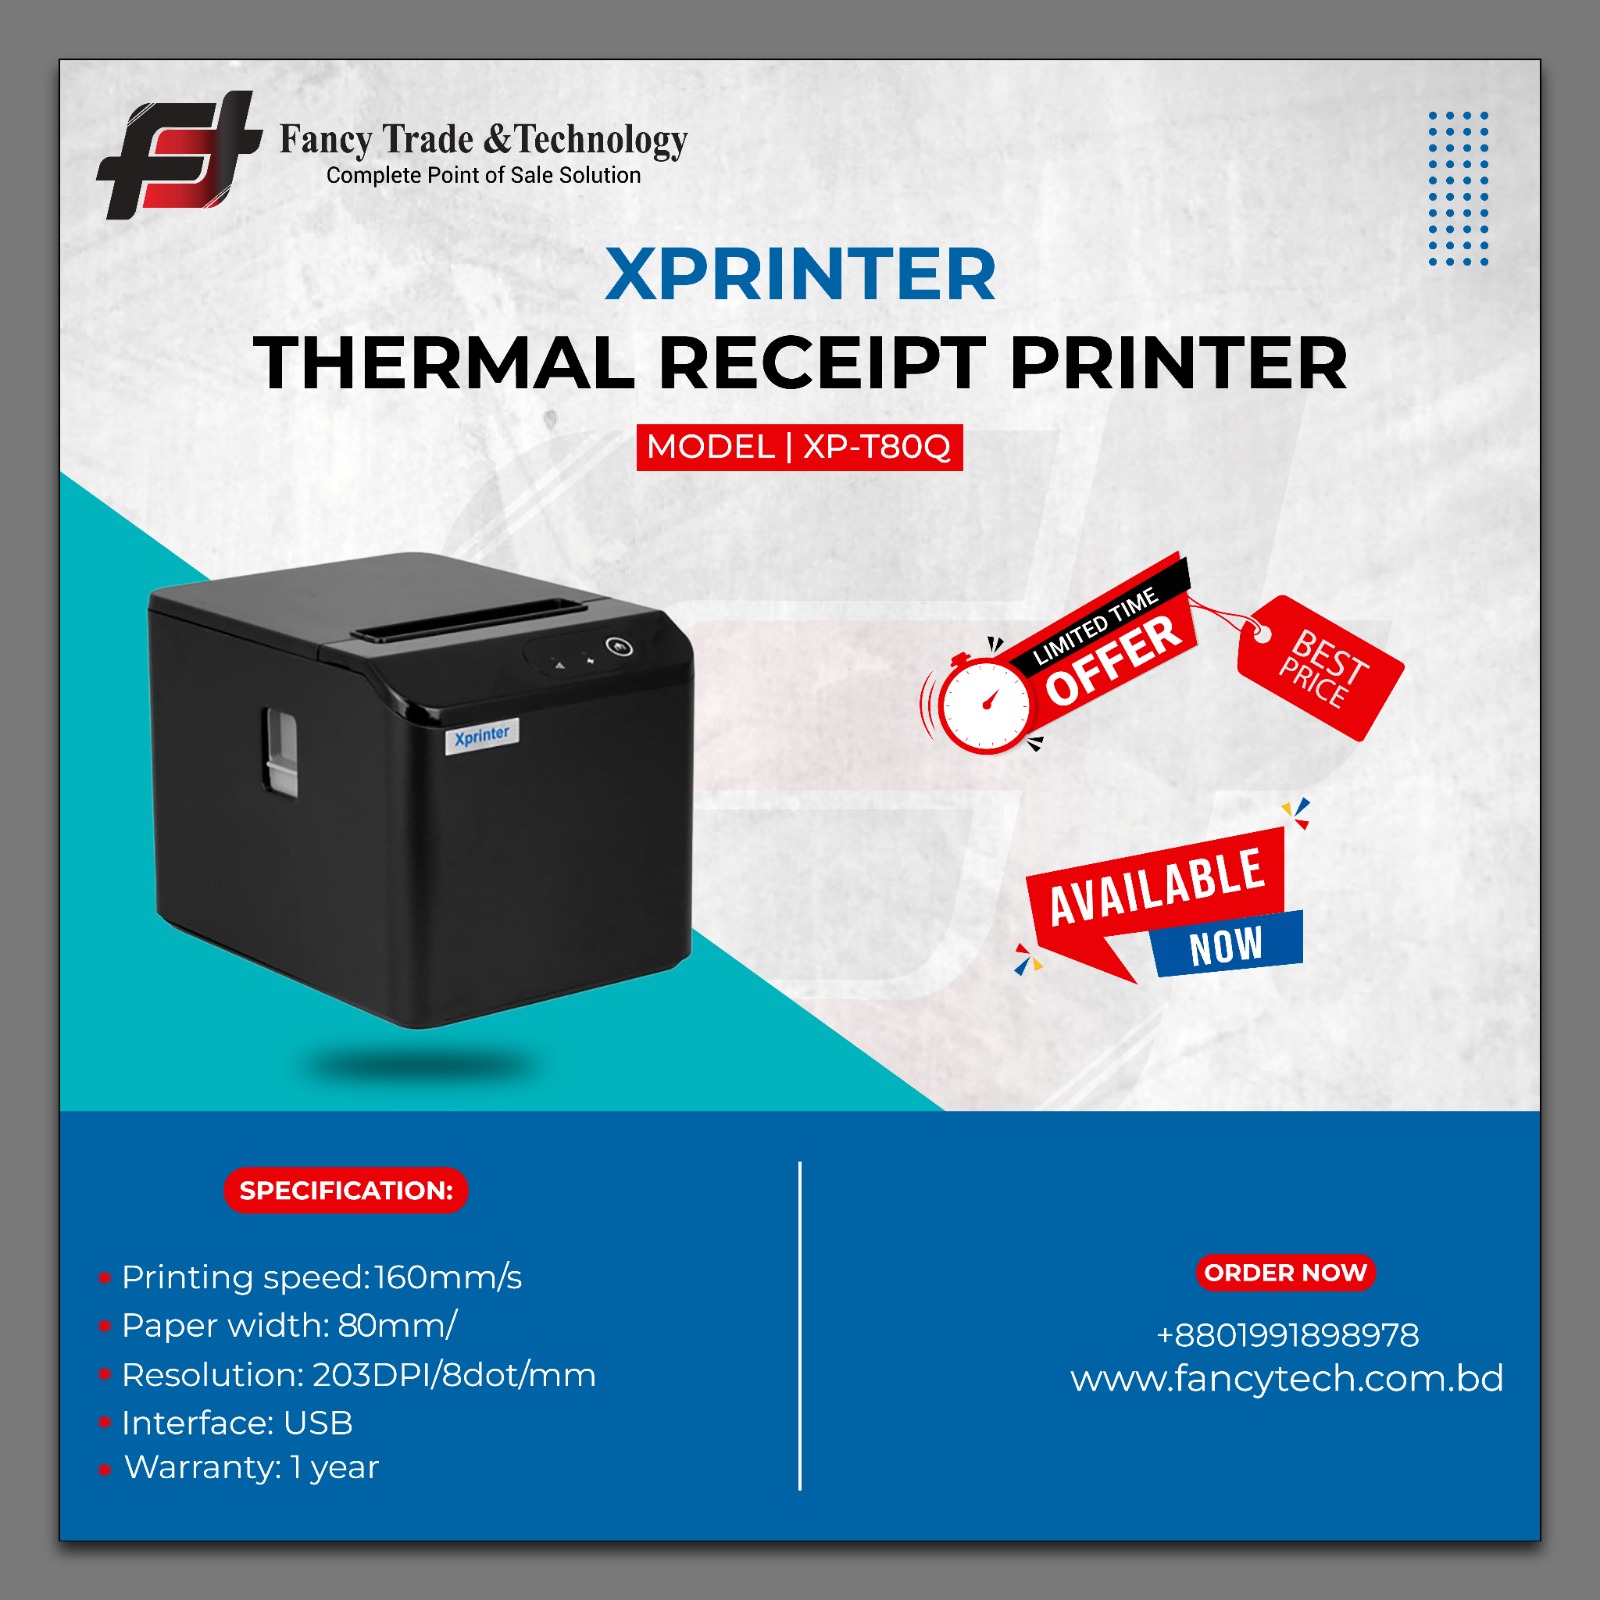 Fancy Trade &Technology
Complete Point of Sale Solution
XPRINTER
THERMAL RECEIPT PRINTER
MODEL | XP-T80Q
Xprinter
LIMITED TIME
OFFER
BEST
PRICE
AVAILABLE
NOW
SPECIFICATION:
Printing speed: 160mm/s
Paper width: 80mm/
Resolution: 203DPI/8dot/mm
Interface: USB
Warranty: 1 year
ORDER NOW
+8801991898978
www.fancytech.com.bd